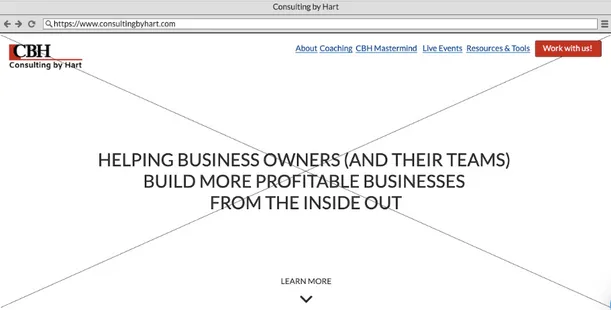 Consulting by Hart
https://www.consultingbyhart.com
CBH
Consulting by Hart
About Coaching CBH Mastermind Live Events Resources & Tools Work with us!
HELPING BUSINESS OWNERS (AND THEIR TEAMS)
BUILD MORE PROFITABLE BUSINESSES
FROM THE INSIDE OUT
LEARN MORE